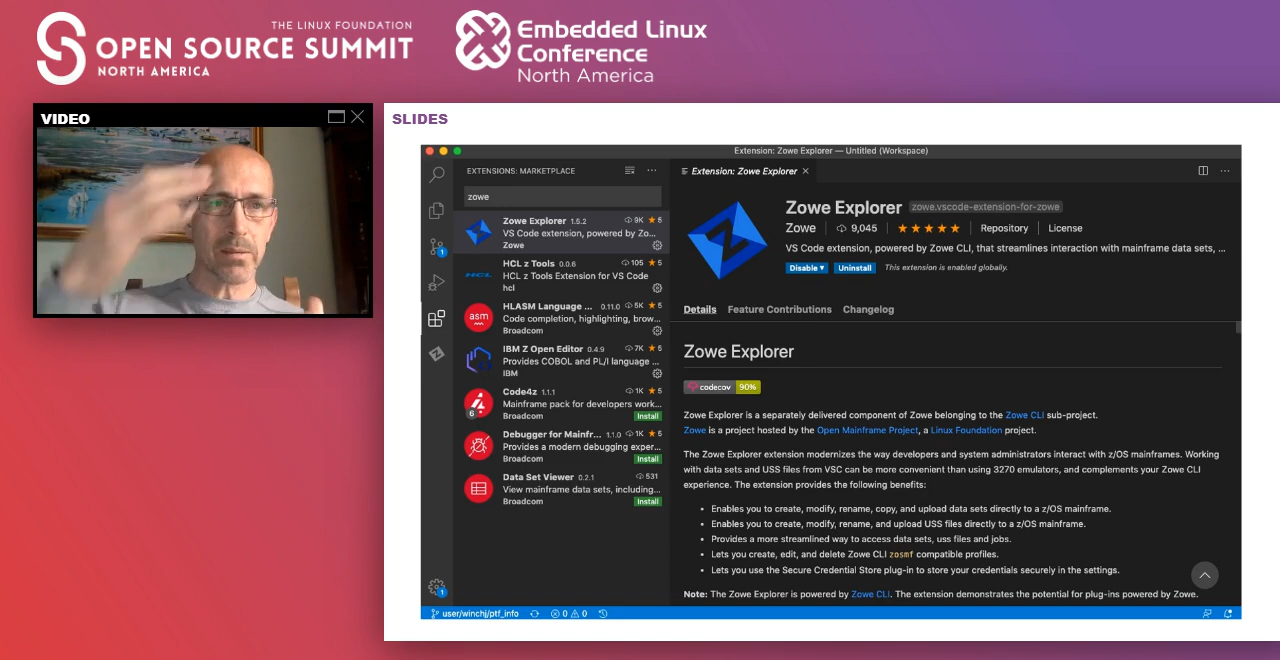 THE LINUX FOUNDATION
OPEN SOURCE SUMMIT
NORTH AMERICA
Embedded Linux
Conference
North America
VIDEO
SLIDES
Extension: Zowe Explorer — Untitled (Workspace)
EXTENSIONS: MARKETPLACE
zowe
Zowe Explorer 1.5.2 9K ★ 5
VS Code extension, powered by Zo...
Zowe
HCL z Tools 0.0.6 105 ★ 5
HCL z Tools Extension for VS Code
hcl
HCL
HLASM Language ... 0.11.0 5K ★ 5
Code completion, highlighting, brow...
Broadcom
asm
IBM Z Open Editor 0.4.9 7K ★ 5
Provides COBOL and PL/I language ...
IBM
Code4z 1.1.1 1K ★ 5
Mainframe pack for developers work...
Broadcom Install
6
Debugger for Mainfr... 1.1.0 1K ★ 5
Provides a modern debugging exper...
Broadcom Install
Data Set Viewer 0.2.1 531
View mainframe data sets, including...
Broadcom Install
1
1
Extension: Zowe Explorer ×
Zowe Explorer zowe.vscode-extension-for-zowe
Zowe | 9,045 | ★★★★★ | Repository | License
VS Code extension, powered by Zowe CLI, that streamlines interaction with mainframe data sets, ...
Disable ▾ Uninstall This extension is enabled globally.
Details Feature Contributions Changelog
Zowe Explorer
codecov 90%
Zowe Explorer is a separately delivered component of Zowe belonging to the Zowe CLI sub-project.
Zowe is a project hosted by the Open Mainframe Project, a Linux Foundation project.
The Zowe Explorer extension modernizes the way developers and system administrators interact with z/OS mainframes. Working
with data sets and USS files from VSC can be more convenient than using 3270 emulators, and complements your Zowe CLI
experience. The extension provides the following benefits:
• Enables you to create, modify, rename, copy, and upload data sets directly to a z/OS mainframe.
• Enables you to create, modify, rename, and upload USS files directly to a z/OS mainframe.
• Provides a more streamlined way to access data sets, uss files and jobs.
• Lets you create, edit, and delete Zowe CLI zosmf compatible profiles.
• Lets you use the Secure Credential Store plug-in to store your credentials securely in the settings.
Note: The Zowe Explorer is powered by Zowe CLI. The extension demonstrates the potential for plug-ins powered by Zowe.
user/winchj/ptf_info 0 0